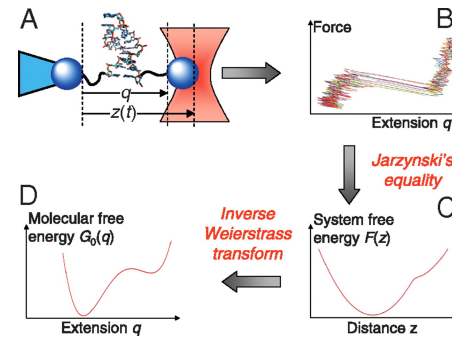 A
q
z(t)
B
Force
Extension q
Jarzynski's
equality
C
System free
energy F(z)
Distance z
Inverse
Weierstrass
transform
D
Molecular free
energy G₀(q)
Extension q